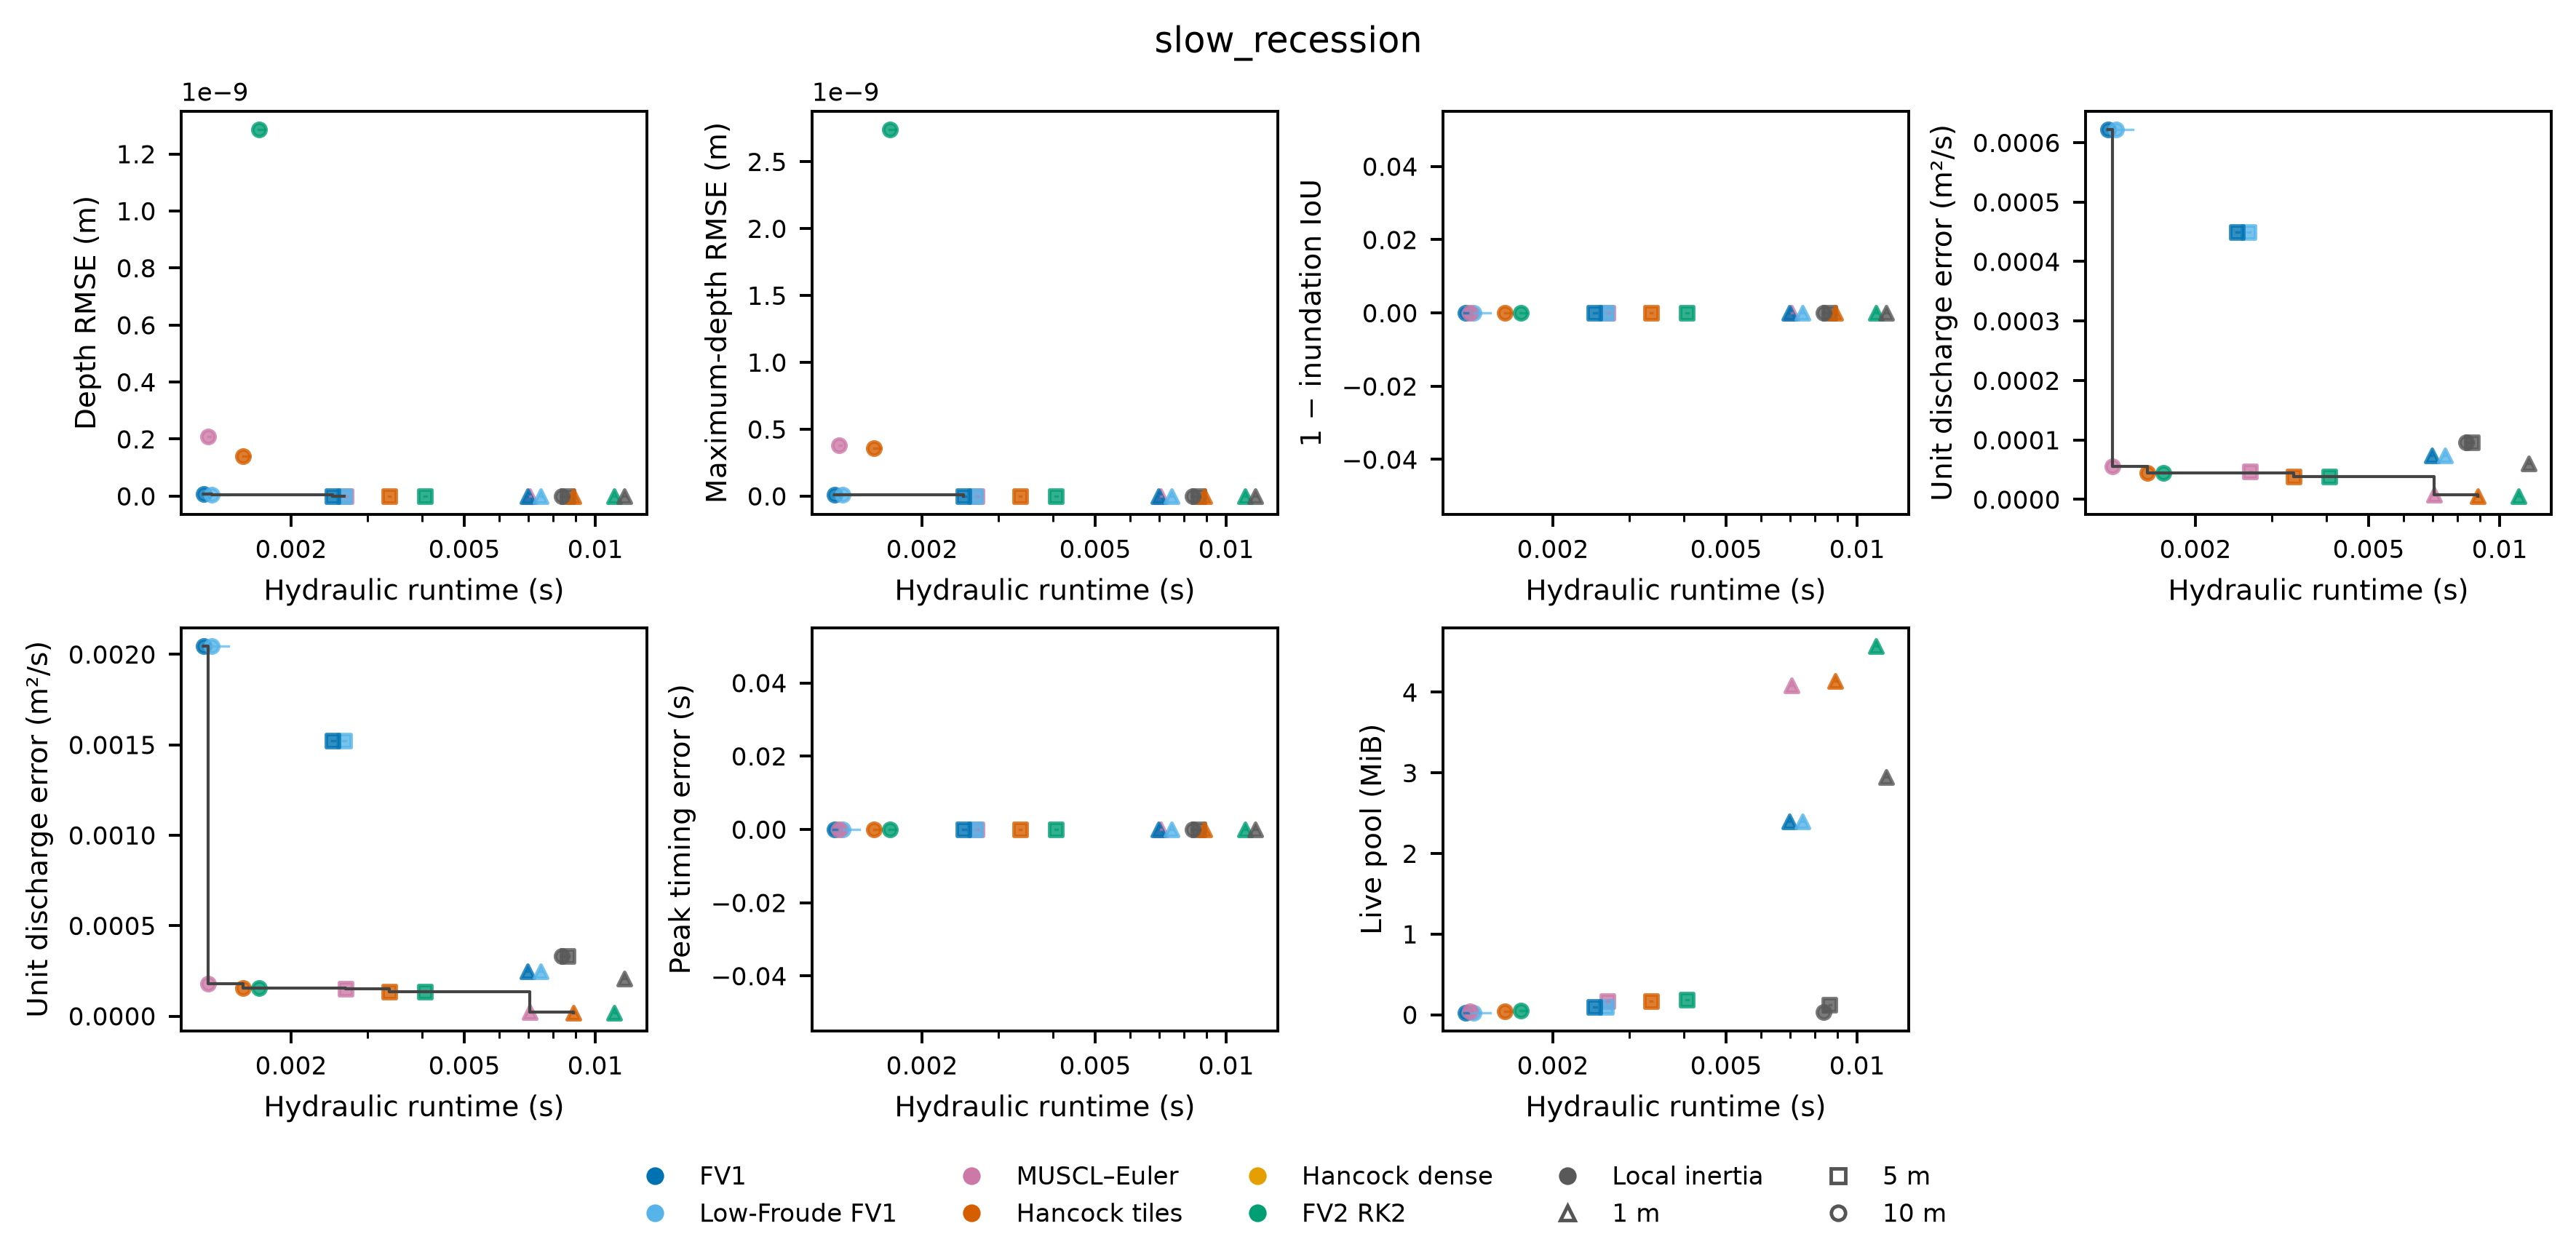 slow_recession
1e−9
1.2
1.0
0.8
0.6
0.4
0.2
0.0
Depth RMSE (m)
0.002
0.005
0.01
Hydraulic runtime (s)
1e−9
2.5
2.0
1.5
1.0
0.5
0.0
Maximum-depth RMSE (m)
0.002
0.005
0.01
Hydraulic runtime (s)
0.04
0.02
0.00
−0.02
−0.04
1 − inundation IoU
0.002
0.005
0.01
Hydraulic runtime (s)
0.0006
0.0005
0.0004
0.0003
0.0002
0.0001
0.0000
Unit discharge error (m²/s)
0.002
0.005
0.01
Hydraulic runtime (s)
0.0020
0.0015
0.0010
0.0005
0.0000
Unit discharge error (m²/s)
0.002
0.005
0.01
Hydraulic runtime (s)
0.04
0.02
0.00
−0.02
−0.04
Peak timing error (s)
0.002
0.005
0.01
Hydraulic runtime (s)
4
3
2
1
0
Live pool (MiB)
0.002
0.005
0.01
Hydraulic runtime (s)
FV1
Low-Froude FV1
MUSCL–Euler
Hancock tiles
Hancock dense
FV2 RK2
Local inertia
1 m
5 m
10 m